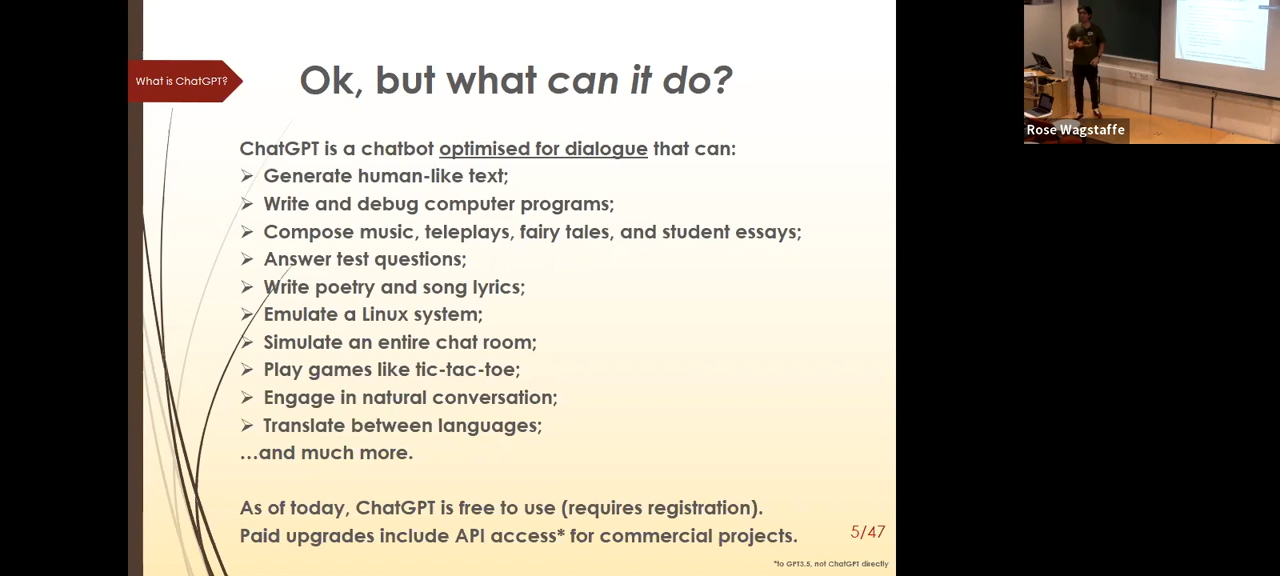 What is ChatGPT?
Ok, but what can it do?
ChatGPT is a chatbot optimised for dialogue that can:
➢ Generate human-like text;
➢ Write and debug computer programs;
➢ Compose music, teleplays, fairy tales, and student essays;
➢ Answer test questions;
➢ Write poetry and song lyrics;
➢ Emulate a Linux system;
➢ Simulate an entire chat room;
➢ Play games like tic-tac-toe;
➢ Engage in natural conversation;
➢ Translate between languages;
…and much more.
As of today, ChatGPT is free to use (requires registration).
Paid upgrades include API access* for commercial projects.
5/47
*to GPT3.5, not ChatGPT directly
Rose Wagstaffe